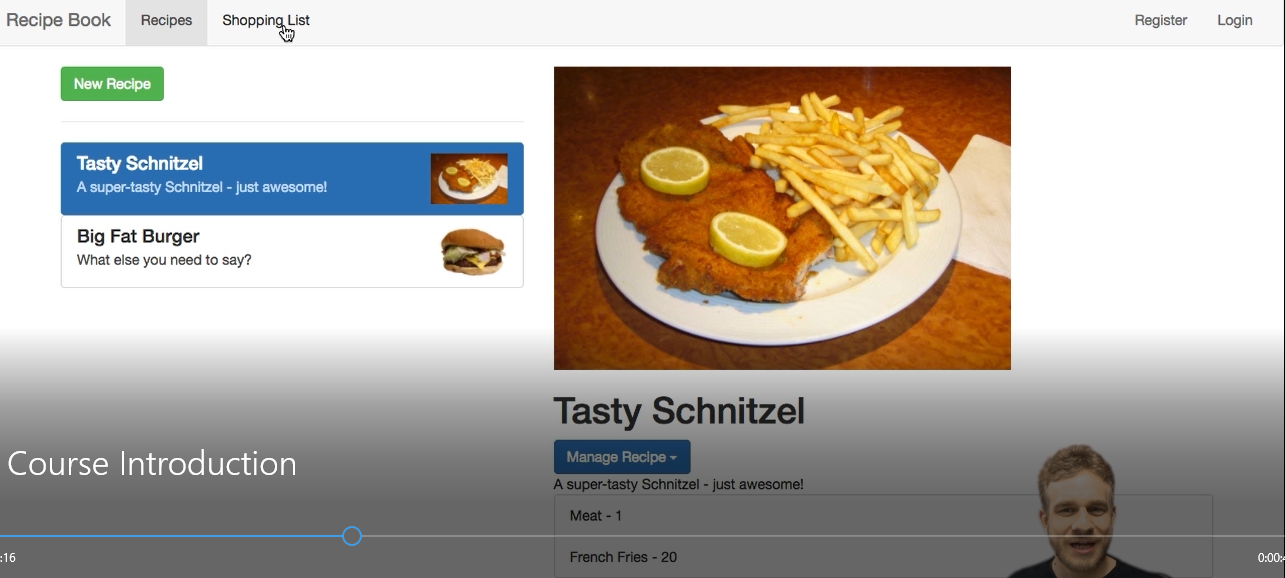 Recipe Book Recipes Shopping List Register Login
New Recipe
Tasty Schnitzel
A super-tasty Schnitzel - just awesome!
Big Fat Burger
What else you need to say?
Tasty Schnitzel
Manage Recipe
A super-tasty Schnitzel - just awesome!
Meat - 1
French Fries - 20
Course Introduction
:16 0:00: